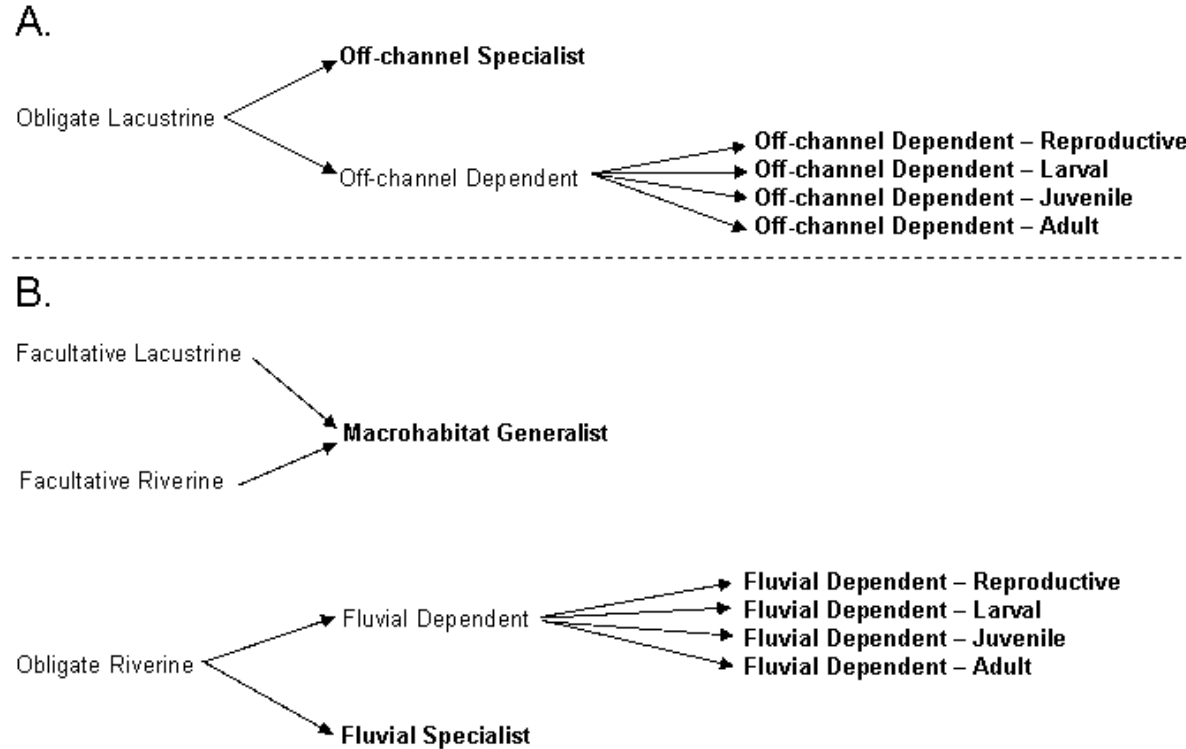 A.
Off-channel Specialist
Obligate Lacustrine
Off-channel Dependent
Off-channel Dependent – Reproductive
Off-channel Dependent – Larval
Off-channel Dependent – Juvenile
Off-channel Dependent – Adult
B.
Facultative Lacustrine
Macrohabitat Generalist
Facultative Riverine
Obligate Riverine
Fluvial Dependent
Fluvial Dependent – Reproductive
Fluvial Dependent – Larval
Fluvial Dependent – Juvenile
Fluvial Dependent – Adult
Fluvial Specialist